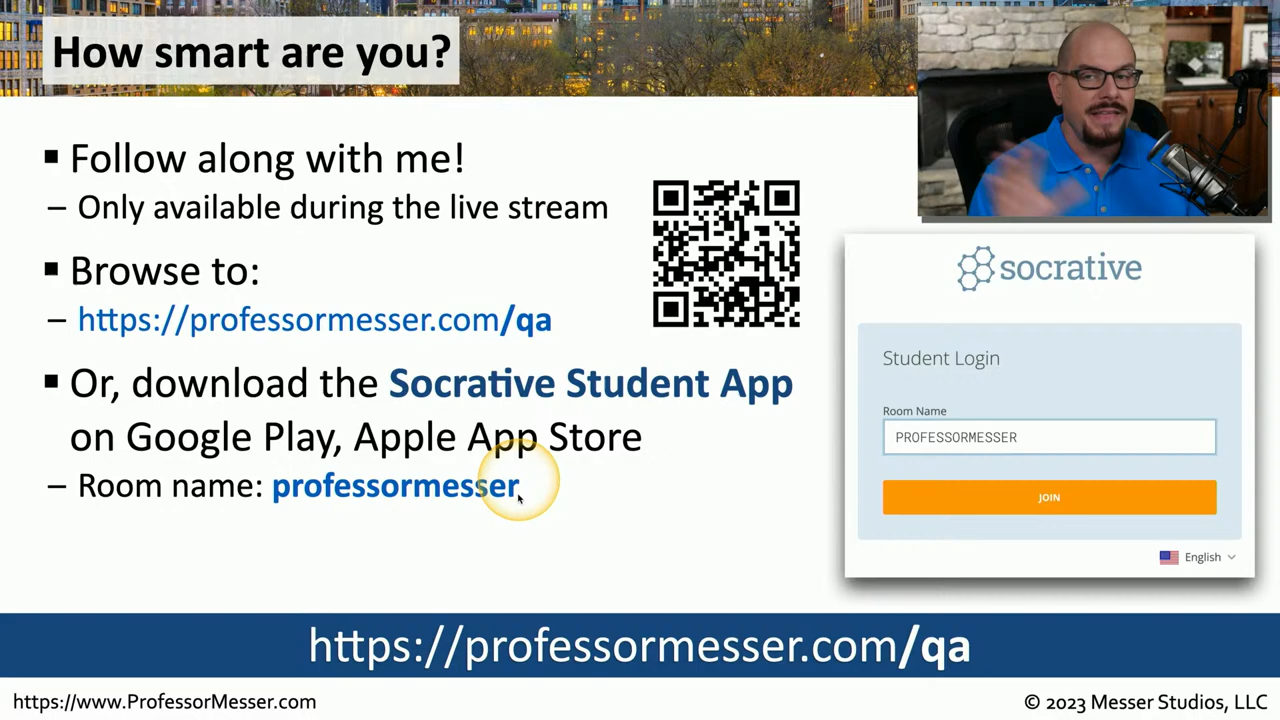 How smart are you?
▪ Follow along with me!
– Only available during the live stream
▪ Browse to:
– https://professormesser.com/qa
▪ Or, download the Socrative Student App
on Google Play, Apple App Store
– Room name: professormesser
socrative
Student Login
Room Name
PROFESSORMESSER
JOIN
English
https://professormesser.com/qa
https://www.ProfessorMesser.com
© 2023 Messer Studios, LLC